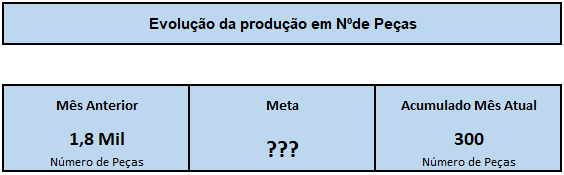 Evolução da produção em Nºde Peças
Mês Anterior
1,8 Mil
Número de Peças
Meta
???
Acumulado Mês Atual
300
Número de Peças